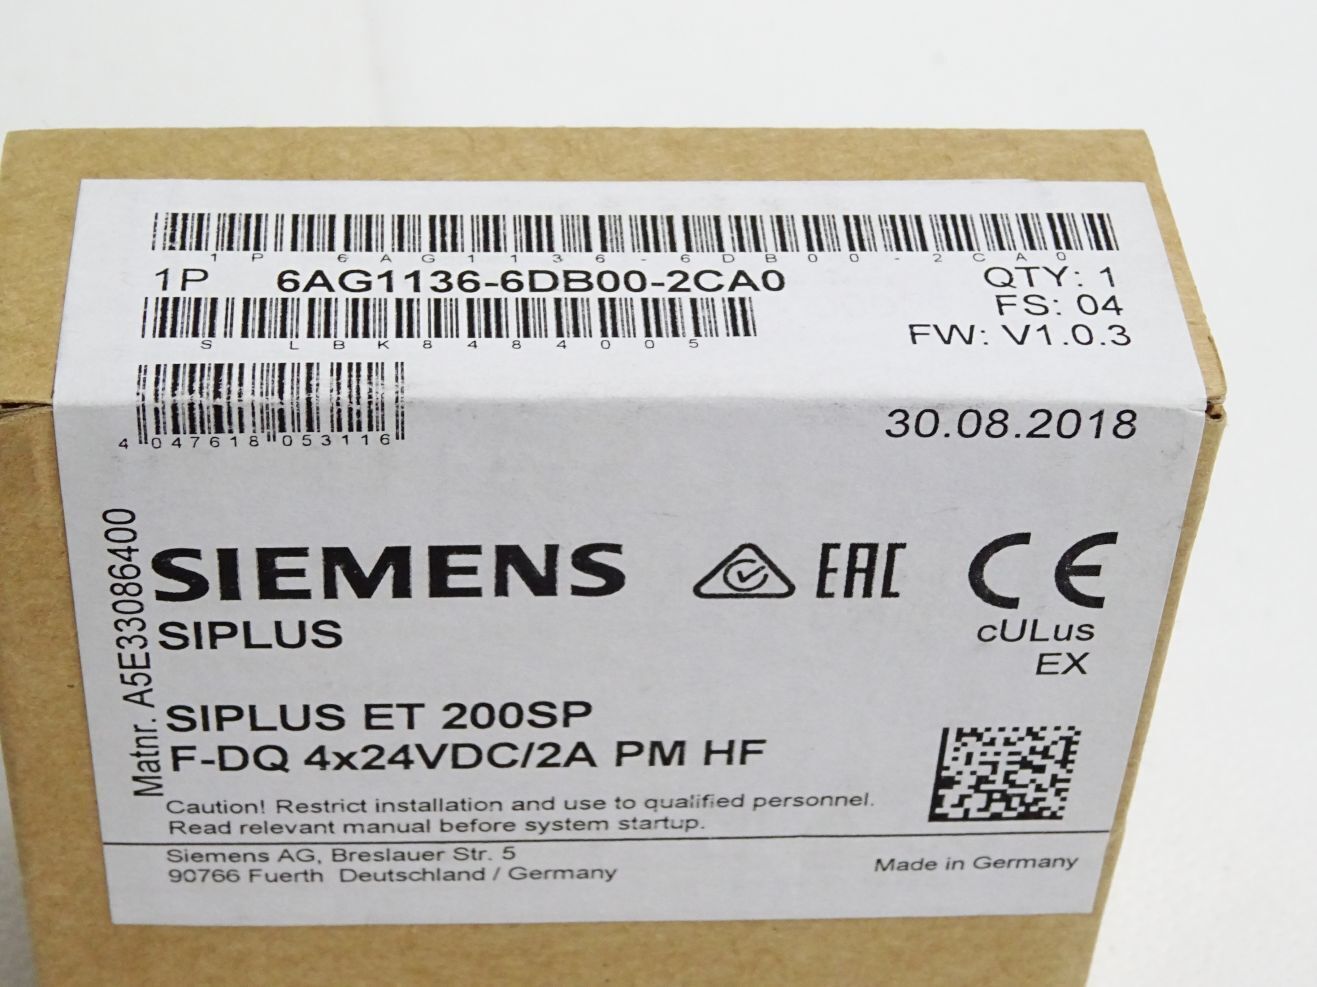 1P 6AG1136-6DB00-2CA0
1P 6AG1136-6DB00-2CA0
QTY: 1
FS: 04
FW: V1.0.3
S LBK8484005
4 047618 053116
30.08.2018
Matnr. A5E33086400
SIEMENS
EAC
CE
SIPLUS
cULus
EX
SIPLUS ET 200SP
F-DQ 4x24VDC/2A PM HF
Caution! Restrict installation and use to qualified personnel.
Read relevant manual before system startup.
Siemens AG, Breslauer Str. 5
90766 Fuerth Deutschland / Germany
Made in Germany